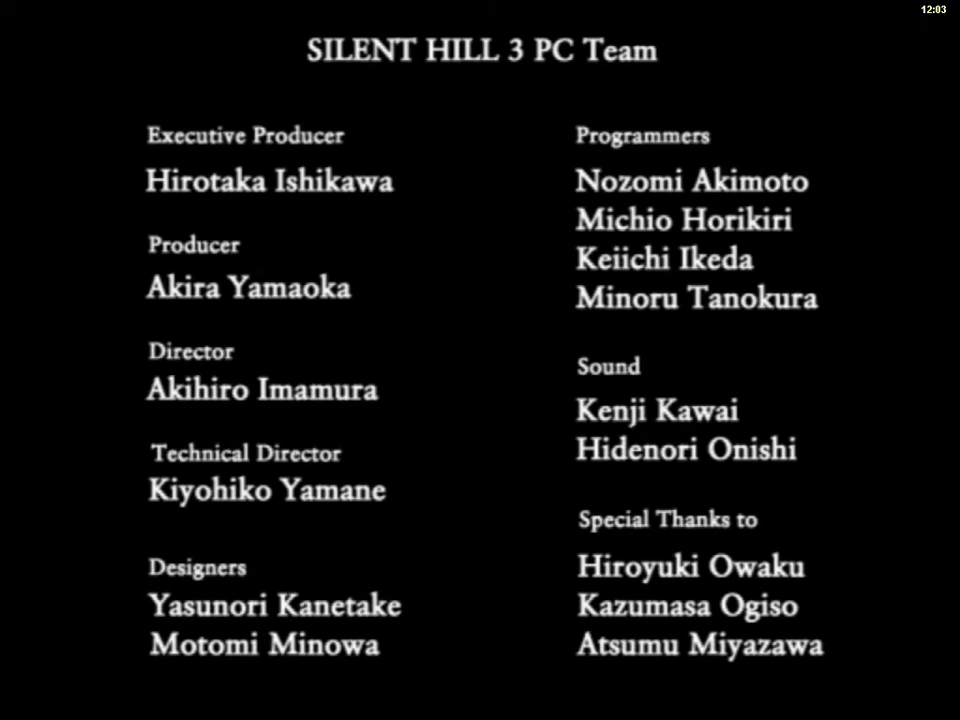 12:03
SILENT HILL 3 PC Team
Executive Producer
Hirotaka Ishikawa
Producer
Akira Yamaoka
Director
Akihiro Imamura
Technical Director
Kiyohiko Yamane
Designers
Yasunori Kanetake
Motomi Minowa
Programmers
Nozomi Akimoto
Michio Horikiri
Keiichi Ikeda
Minoru Tanokura
Sound
Kenji Kawai
Hidenori Onishi
Special Thanks to
Hiroyuki Owaku
Kazumasa Ogiso
Atsumu Miyazawa